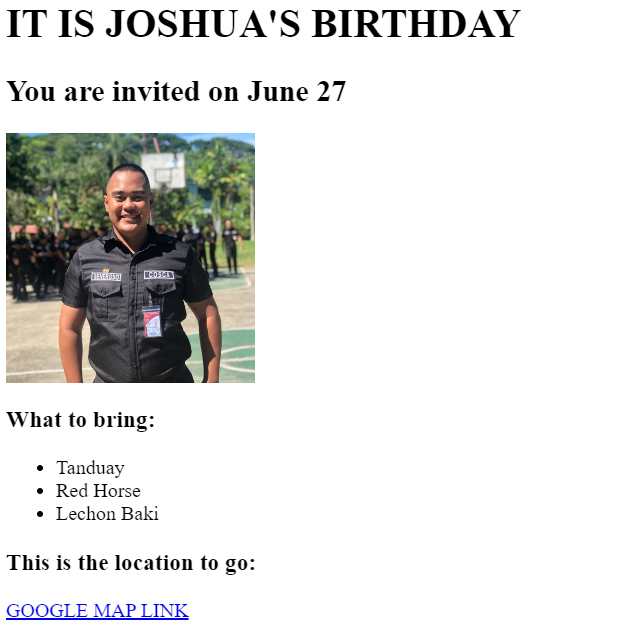 IT IS JOSHUA'S BIRTHDAY
You are invited on June 27
COSCA
What to bring:
Tanduay
Red Horse
Lechon Baki
This is the location to go:
GOOGLE MAP LINK